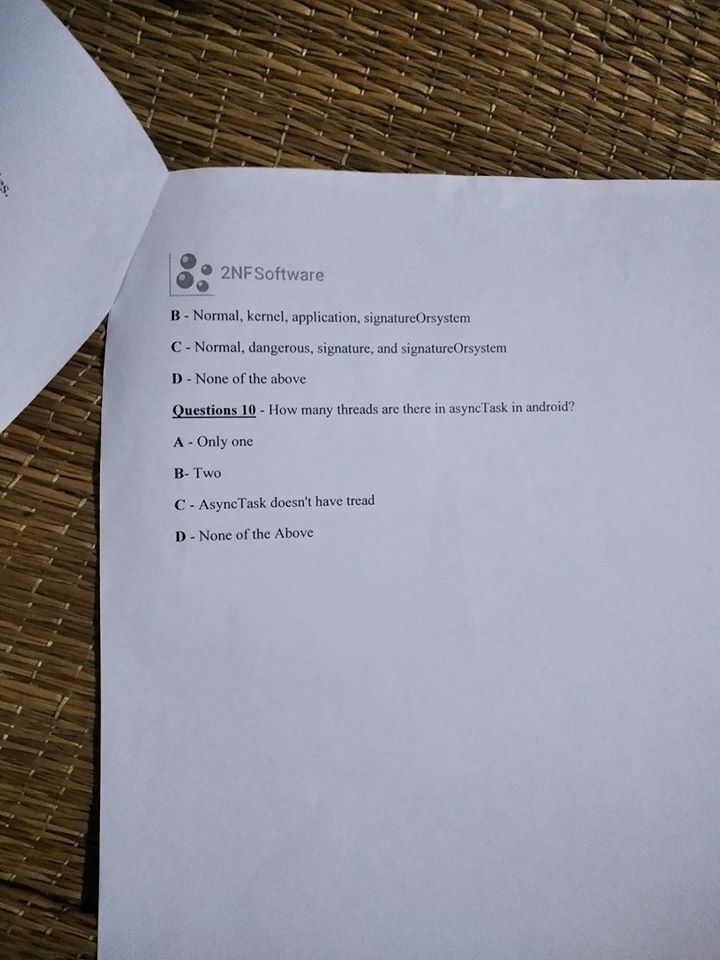 2NFSoftware
B - Normal, kernel, application, signatureOrsystem
C - Normal, dangerous, signature, and signatureOrsystem
D - None of the above
Questions 10 - How many threads are there in asyncTask in android?
A - Only one
B- Two
C - AsyncTask doesn't have tread
D - None of the Above